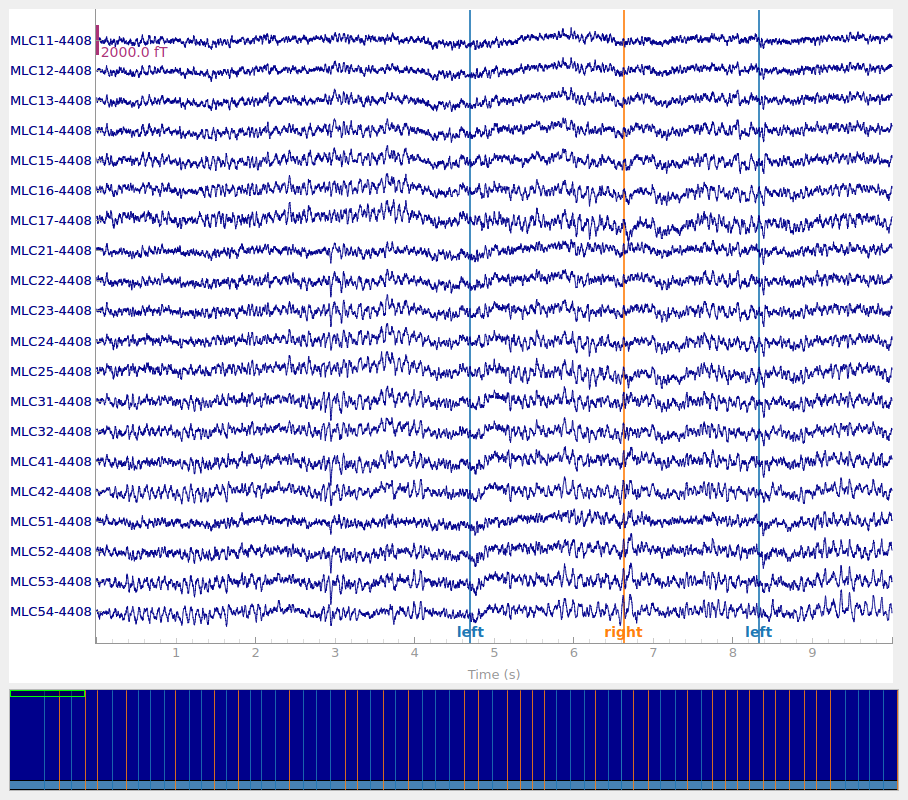 MLC11-4408
2000.0 fT
MLC12-4408
MLC13-4408
MLC14-4408
MLC15-4408
MLC16-4408
MLC17-4408
MLC21-4408
MLC22-4408
MLC23-4408
MLC24-4408
MLC25-4408
MLC31-4408
MLC32-4408
MLC41-4408
MLC42-4408
MLC51-4408
MLC52-4408
MLC53-4408
MLC54-4408
left right left
1 2 3 4 5 6 7 8 9
Time (s)